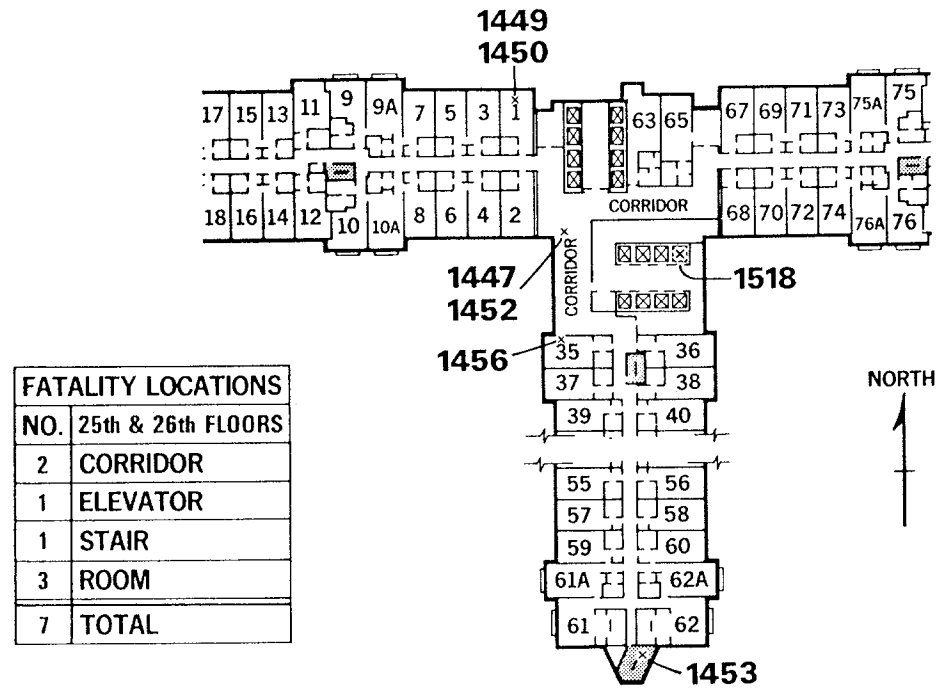 1449
1450
17 15 13 11 9 9A 7 5 3 1 63 65 67 69 71 73 75A 75
18 16 14 12 10 10A 8 6 4 2 CORRIDOR 68 70 72 74 76A 76
CORRIDOR
1447
1452
1518
1456
35 36
37 38
39 40
NORTH
55 56
57 58
59 60
61A 62A
61 62
1453
FATALITY LOCATIONS
NO. 25th & 26th FLOORS
2 CORRIDOR
1 ELEVATOR
1 STAIR
3 ROOM
7 TOTAL